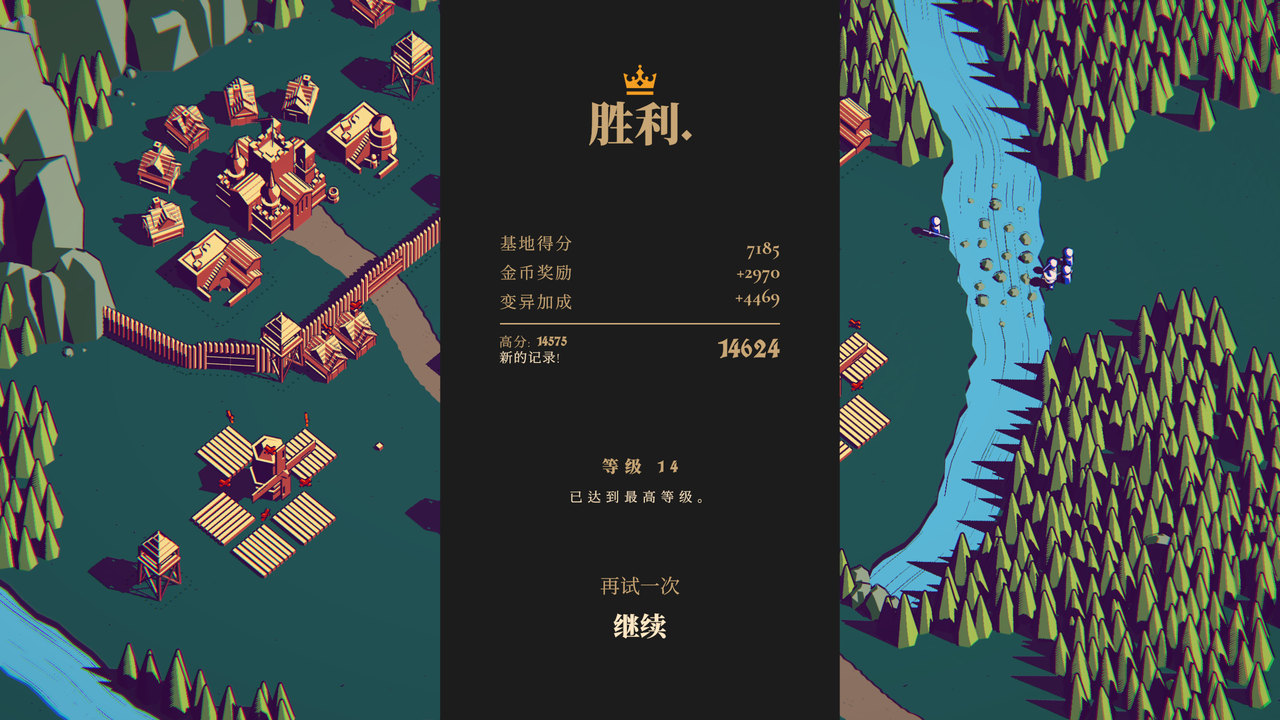 胜利.
基地得分 7185
金币奖励 +2970
变异加成 +4469
高分: 14575
新的记录!
14624
等级 14
已达到最高等级。
再试一次
继续